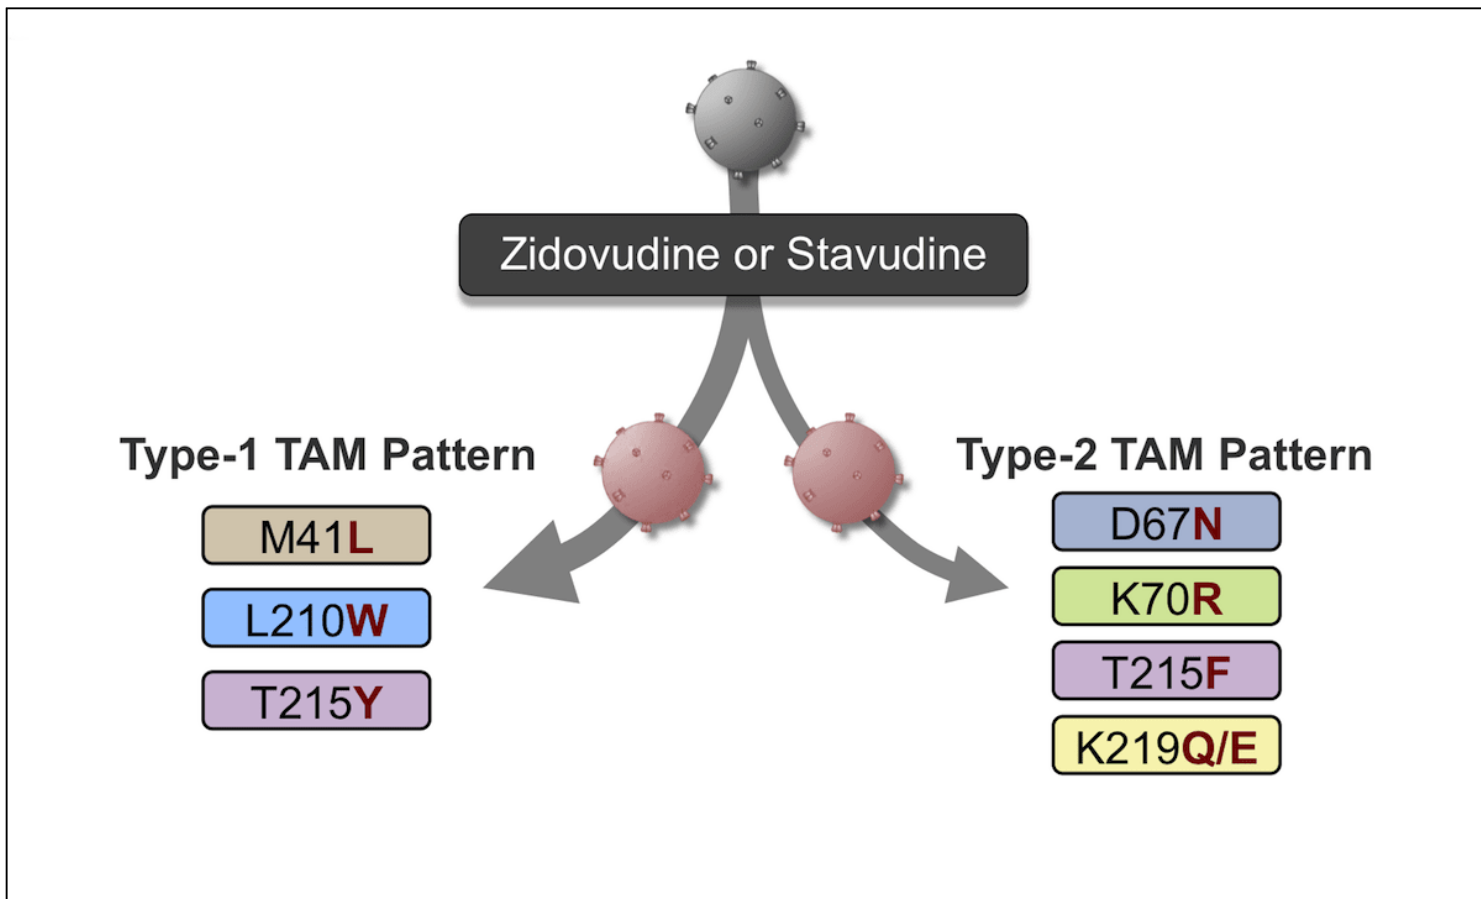 Zidovudine or Stavudine
Type-1 TAM Pattern
M41L
L210W
T215Y
Type-2 TAM Pattern
D67N
K70R
T215F
K219Q/E